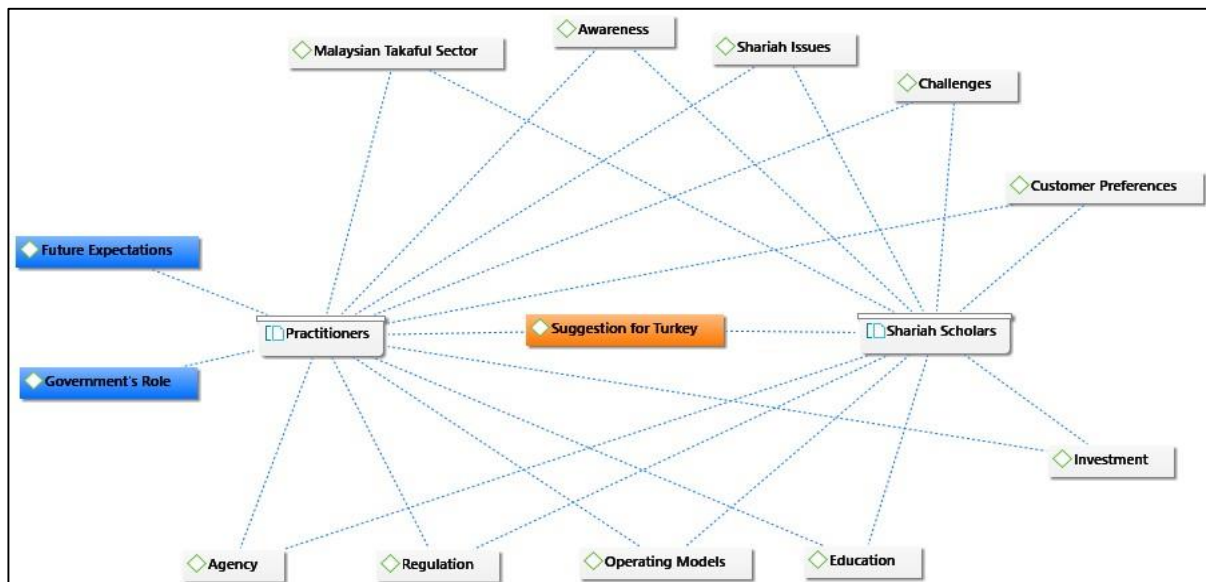 Awareness
Malaysian Takaful Sector
Shariah Issues
Challenges
Customer Preferences
Future Expectations
Practitioners
Suggestion for Turkey
Shariah Scholars
Government's Role
Investment
Agency
Regulation
Operating Models
Education